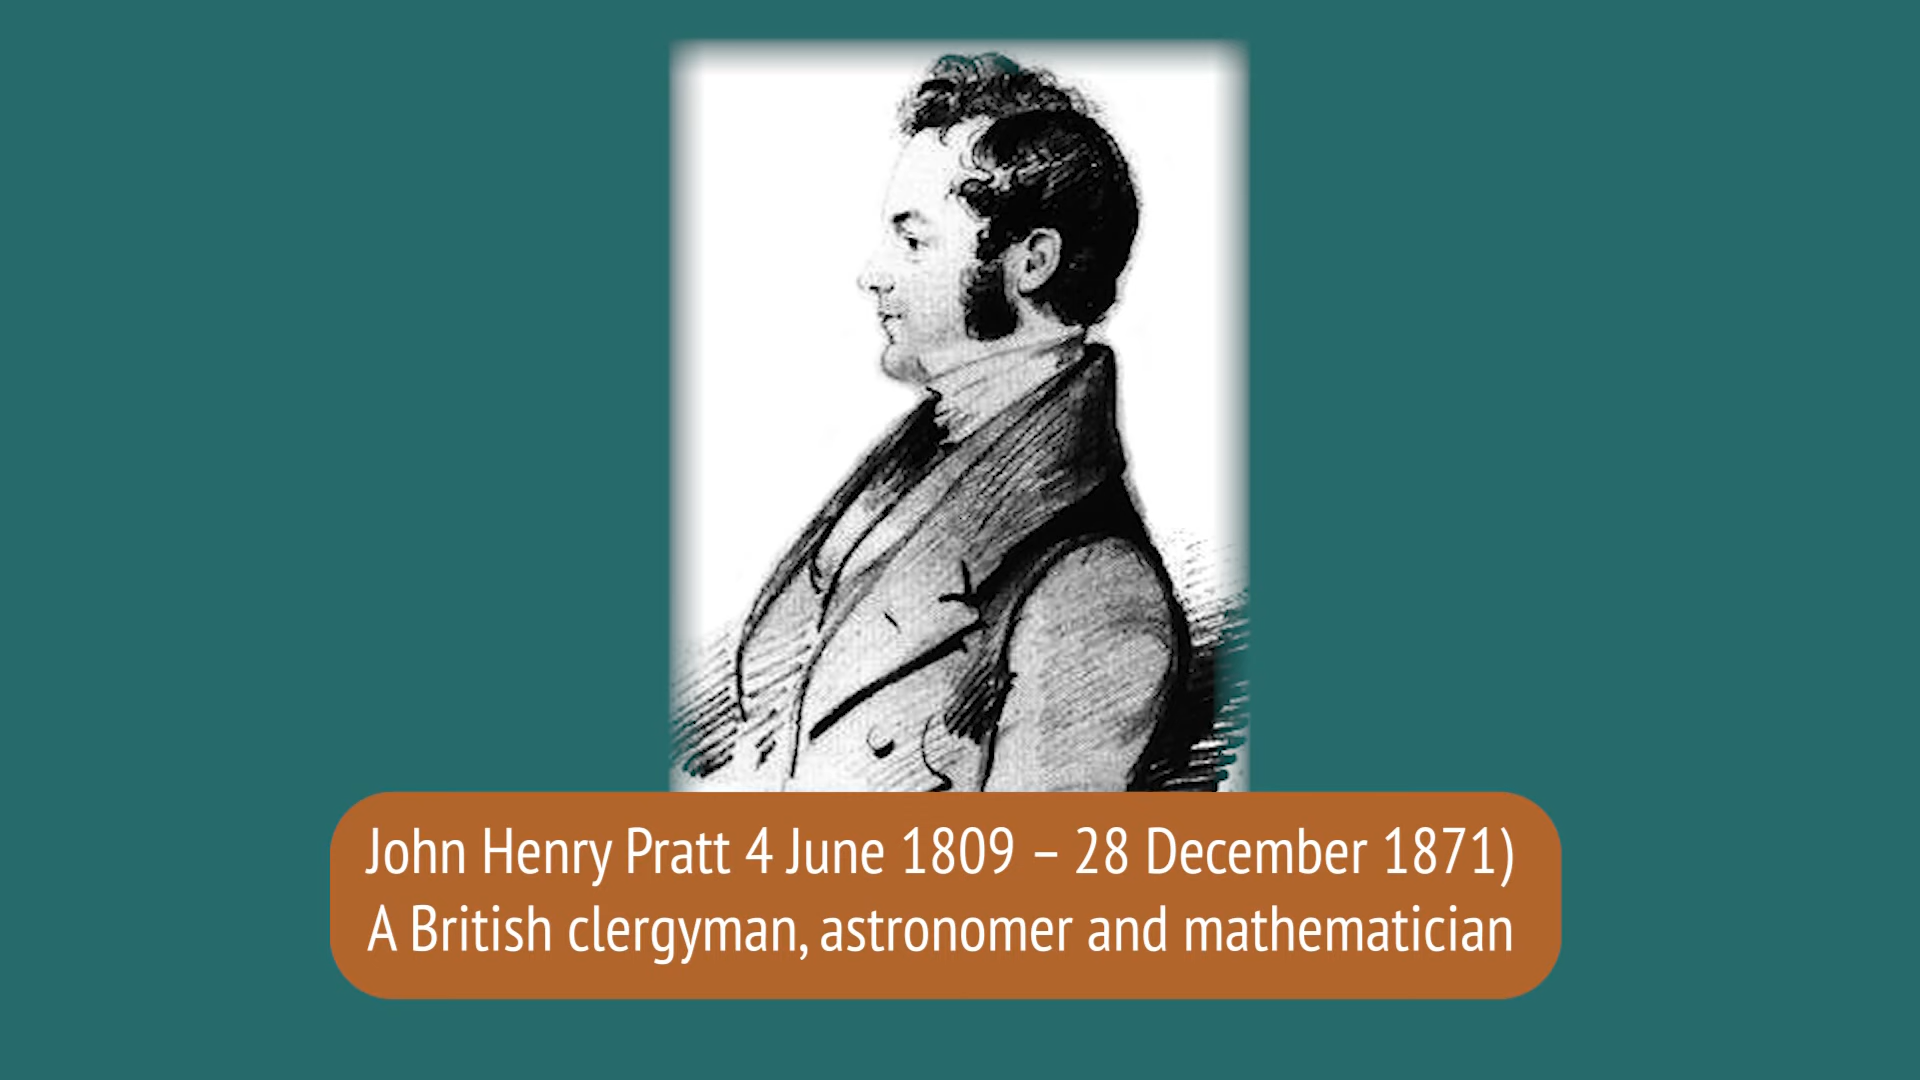 John Henry Pratt 4 June 1809 – 28 December 1871)
A British clergyman, astronomer and mathematician